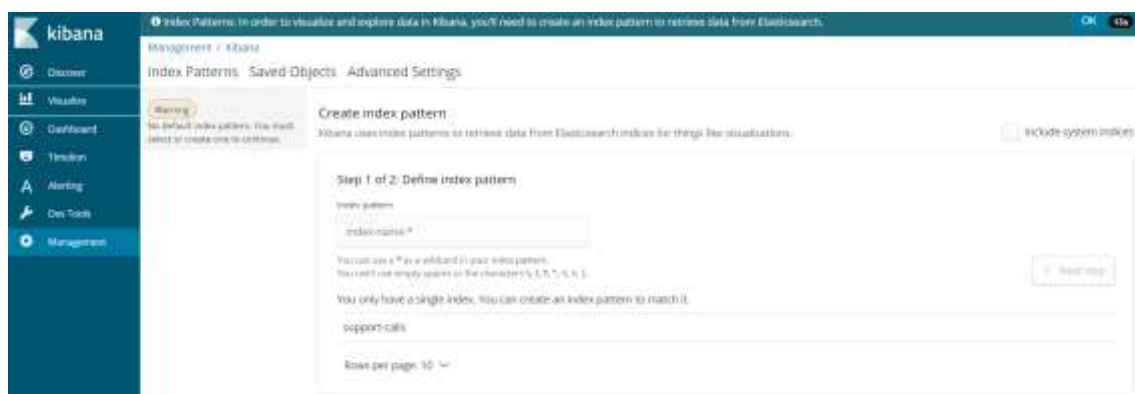 kibana
Discover
Visualize
Dashboard
Timelion
Alerting
Dev Tools
Management
Index Patterns: In order to visualize and explore data in Kibana, you'll need to create an index pattern to retrieve data from Elasticsearch.
OK
Management / Kibana
Index Patterns Saved Objects Advanced Settings
Warning
No default index pattern. You must
select or create one to continue.
Create index pattern
Kibana uses index patterns to retrieve data from Elasticsearch indices for things like visualizations.
Include system indices
Step 1 of 2: Define index pattern
Index pattern
index-name-*
You can use a * as a wildcard in your index pattern.
You can't use empty spaces or the characters
Next step
You only have a single index. You can create an index pattern to match it.
support-calls
Rows per page: 10